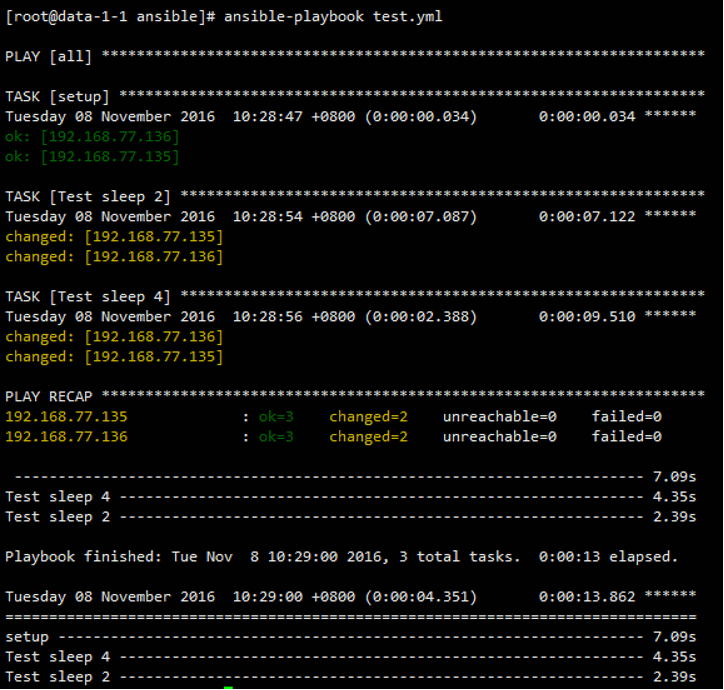 [root@data-1-1 ansible]# ansible-playbook test.yml
PLAY [all] *********************************************************************
TASK [setup] *******************************************************************
Tuesday 08 November 2016  10:28:47 +0800 (0:00:00.034)       0:00:00.034 ******
ok: [192.168.77.136]
ok: [192.168.77.135]
TASK [Test sleep 2] ************************************************************
Tuesday 08 November 2016  10:28:54 +0800 (0:00:07.087)       0:00:07.122 ******
changed: [192.168.77.135]
changed: [192.168.77.136]
TASK [Test sleep 4] ************************************************************
Tuesday 08 November 2016  10:28:56 +0800 (0:00:02.388)       0:00:09.510 ******
changed: [192.168.77.136]
changed: [192.168.77.135]
PLAY RECAP *********************************************************************
192.168.77.135             : ok=3    changed=2    unreachable=0    failed=0
192.168.77.136             : ok=3    changed=2    unreachable=0    failed=0
 ------------------------------------------------------------------------ 7.09s
Test sleep 4 ------------------------------------------------------------ 4.35s
Test sleep 2 ------------------------------------------------------------ 2.39s
Playbook finished: Tue Nov  8 10:29:00 2016, 3 total tasks.  0:00:13 elapsed.
Tuesday 08 November 2016  10:29:00 +0800 (0:00:04.351)       0:00:13.862 ******
===============================================================================
setup ------------------------------------------------------------------- 7.09s
Test sleep 4 ------------------------------------------------------------ 4.35s
Test sleep 2 ------------------------------------------------------------ 2.39s